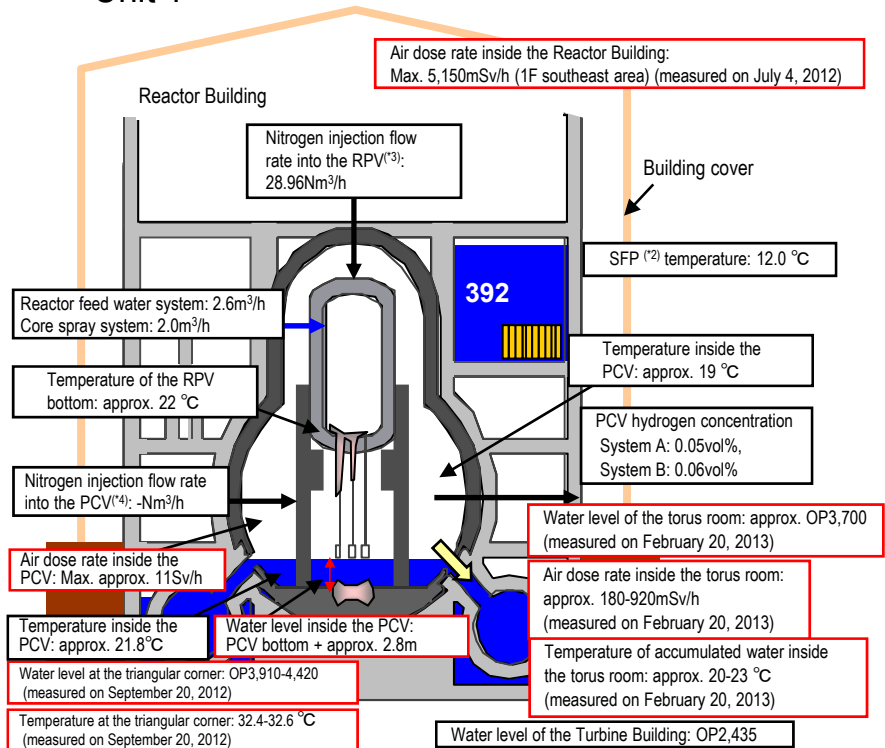 Air dose rate inside the Reactor Building:
Max. 5,150mSv/h (1F southeast area) (measured on July 4, 2012)
Reactor Building
Nitrogen injection flow
rate into the RPV(*3):
28.96Nm3/h
Building cover
SFP (*2) temperature: 12.0 ℃
392
Reactor feed water system: 2.6m3/h
Core spray system: 2.0m3/h
Temperature inside the
PCV: approx. 19 ℃
Temperature of the RPV
bottom: approx. 22 ℃
PCV hydrogen concentration
System A: 0.05vol%,
System B: 0.06vol%
Nitrogen injection flow rate
into the PCV(*4): -Nm3/h
Water level of the torus room: approx. OP3,700
(measured on February 20, 2013)
Air dose rate inside the
PCV: Max. approx. 11Sv/h
Air dose rate inside the torus room:
approx. 180-920mSv/h
(measured on February 20, 2013)
Temperature inside the
PCV: approx. 21.8℃
Water level inside the PCV:
PCV bottom + approx. 2.8m
Temperature of accumulated water inside
the torus room: approx. 20-23 ℃
(measured on February 20, 2013)
Water level at the triangular corner: OP3,910-4,420
(measured on September 20, 2012)
Temperature at the triangular corner: 32.4-32.6 ℃
(measured on September 20, 2012)
Water level of the Turbine Building: OP2,435